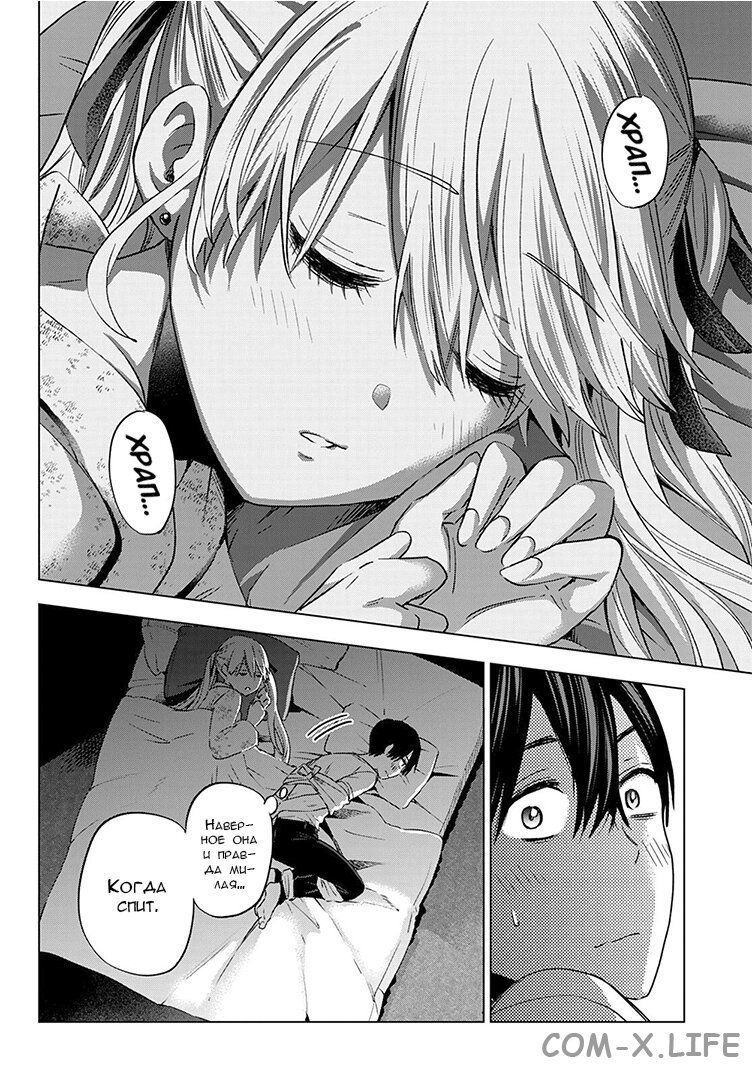 ХРАП...
ХРАП...
НАВЕР-
НОЕ ОНА
И ПРАВ-
ДА МИ-
ЛАЯ...
КОГДА
СПИТ.
COM-X.LIFE